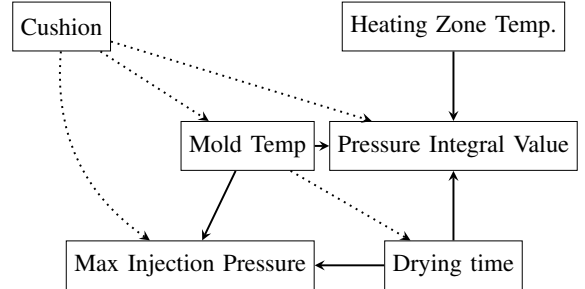 Cushion
Heating Zone Temp.
Mold Temp
Pressure Integral Value
Max Injection Pressure
Drying time